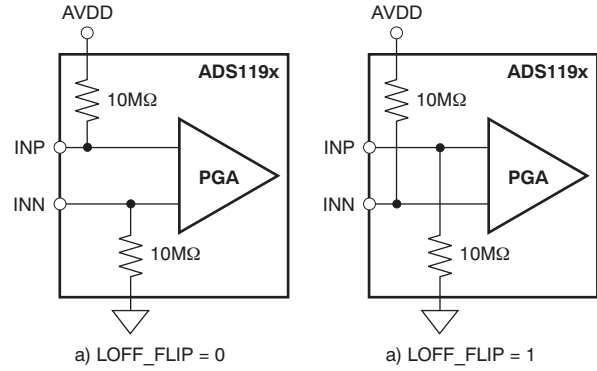 AVDD
ADS119x
10MΩ
INP
PGA
INN
10MΩ
a) LOFF_FLIP = 0
AVDD
ADS119x
10MΩ
INP
PGA
INN
10MΩ
a) LOFF_FLIP = 1